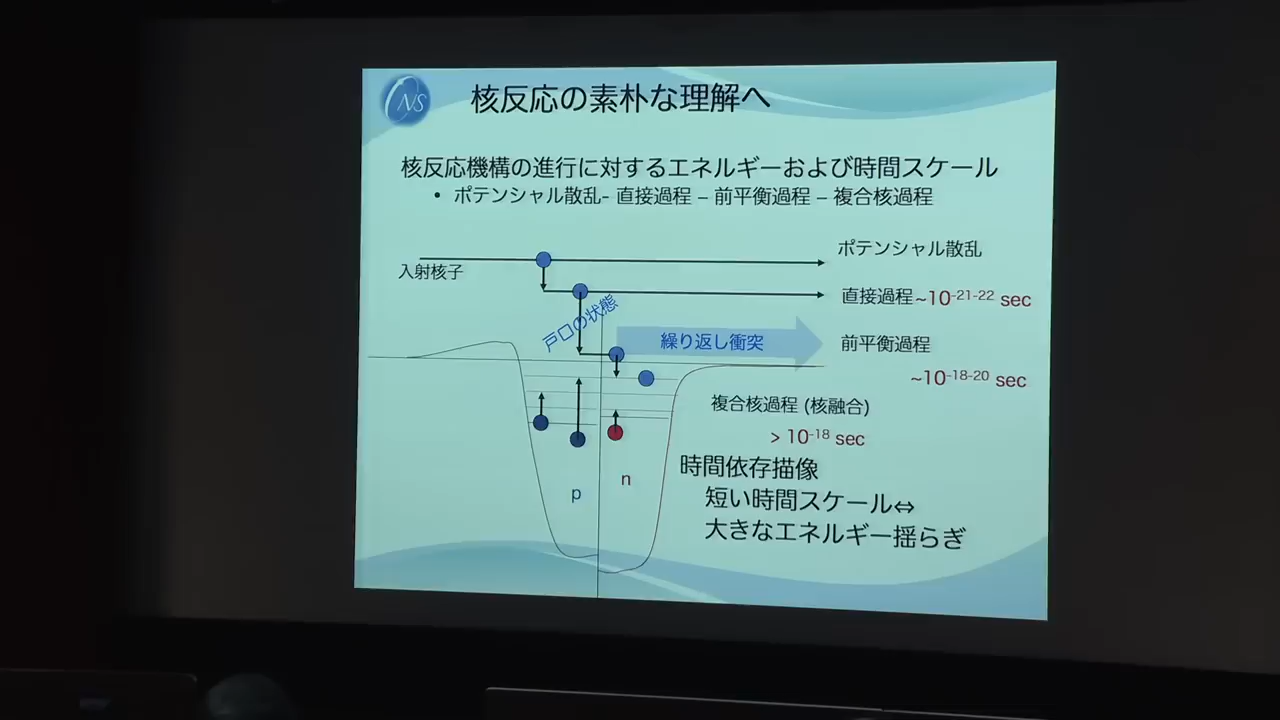 CNS
核反応の素朴な理解へ
核反応機構の進行に対するエネルギーおよび時間スケール
• ポテンシャル散乱- 直接過程 – 前平衡過程 – 複合核過程
入射核子
ポテンシャル散乱
直接過程~10-21-22 sec
戸口の状態
繰り返し衝突
前平衡過程
~10-18-20 sec
複合核過程 (核融合)
> 10-18 sec
p
n
時間依存描像
短い時間スケール⇔
大きなエネルギー揺らぎ